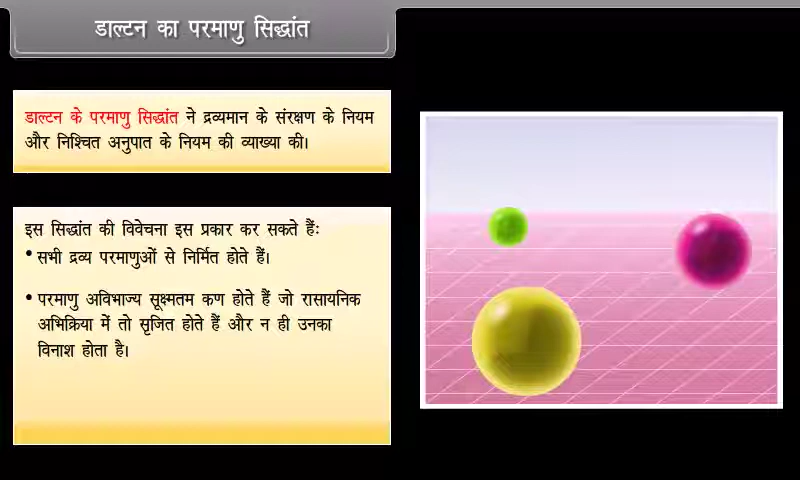 डाल्टन का परमाणु सिद्धांत
डाल्टन के परमाणु सिद्धांत ने द्रव्यमान के संरक्षण के नियम
और निश्चित अनुपात के नियम की व्याख्या की।
इस सिद्धांत की विवेचना इस प्रकार कर सकते हैंः
• सभी द्रव्य परमाणुओं से निर्मित होते हैं।
• परमाणु अविभाज्य सूक्ष्मतम कण होते हैं जो रासायनिक
अभिक्रिया में तो सृजित होते हैं और न ही उनका
विनाश होता है।